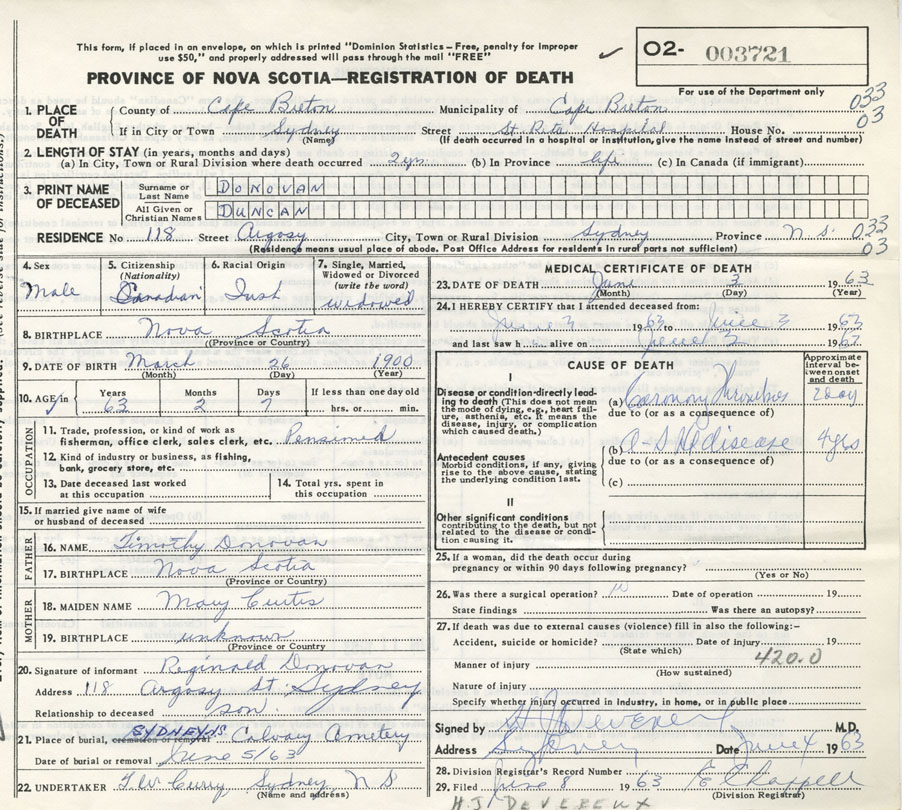 This form, if placed in an envelope, on which is printed "Dominion Statistics – Free, penalty for improper
use $50," and properly addressed will pass through the mail "FREE"
O2- 003721
PROVINCE OF NOVA SCOTIA—REGISTRATION OF DEATH
For use of the Department only
033
03
1. PLACE OF DEATH
County of Cape Breton Municipality of Cape Breton
If in City or Town Sydney Street St. Rita Hospital House No.
(Name) (If death occurred in a hospital or institution, give the name instead of street and number)
2. LENGTH OF STAY (in years, months and days)
(a) In City, Town or Rural Division where death occurred 2 yrs. (b) In Province life (c) In Canada (if immigrant)
3. PRINT NAME OF DECEASED
Surname or Last Name DONOVAN
All Given or Christian Names DUNCAN
RESIDENCE No 118 Street Argosy City, Town or Rural Division Sydney Province N.S. 033
03
(Residence means usual place of abode. Post Office Address for residents in rural parts not sufficient)
4. Sex
Male
5. Citizenship (Nationality)
Canadian
6. Racial Origin
7. Single, Married, Widowed or Divorced (write the word)
widowed
8. BIRTHPLACE Nova Scotia
(Province or Country)
9. DATE OF BIRTH March 26 1900
(Month) (Day) (Year)
10. AGE Years Months Days If less than one day old
63 2 7 hrs. or min.
OCCUPATION
11. Trade, profession, or kind of work as
fisherman, office clerk, sales clerk, etc. Pensioned
12. Kind of industry or business, as fishing,
bank, grocery store, etc.
13. Date deceased last worked
at this occupation
14. Total yrs. spent in
this occupation
15. If married give name of wife
or husband of deceased
FATHER
16. NAME Timothy Donovan
17. BIRTHPLACE Nova Scotia
(Province or Country)
MOTHER
18. MAIDEN NAME Mary Curtis
19. BIRTHPLACE unknown
(Province or Country)
20. Signature of informant Reginald Donovan
Address 118 Argosy St. Sydney
Relationship to deceased son.
21. Place of burial, cremation or removal SYDNEY NS Calvary Cemetery
Date of burial or removal June 5/63
22. UNDERTAKER Curry Sydney N S
(Name and address)
MEDICAL CERTIFICATE OF DEATH
23. DATE OF DEATH June 3 1963
(Month) (Day) (Year)
24. I HEREBY CERTIFY that I attended deceased from:
June 3 1963 to June 3 1963
and last saw h alive on June 3 19
CAUSE OF DEATH
Approximate interval between onset and death
I
Disease or condition directly lead-
ing to death (This does not mean
the mode of dying, e.g., heart fail-
ure, asthenia, etc. It means the
disease, injury, or complication
which caused death.)
(a) Coronary Thrombus
due to (or as a consequence of)
(b) A-S H disease 4 yrs
due to (or as a consequence of)
(c)
Antecedent causes
Morbid conditions, if any, giving
rise to the above cause, stating
the underlying condition last.
II
Other significant conditions
contributing to the death, but not
related to the disease or condi-
tion causing it.
25. If a woman, did the death occur during
pregnancy or within 90 days following pregnancy?
(Yes or No)
26. Was there a surgical operation? Date of operation 19
State findings Was there an autopsy?
27. If death was due to external causes (violence) fill in also the following:–
Accident, suicide or homicide? Date of injury 19
(State which)
420.0
Manner of injury
(How sustained)
Nature of injury
Specify whether injury occurred in industry, in home, or in public place
Signed by H J Devereux M.D.
Address Sydney Date June 4 1963
28. Division Registrar's Record Number
29. Filed June 8 1963 E Chappell
(Division Registrar)
H.J. DEVEREUX